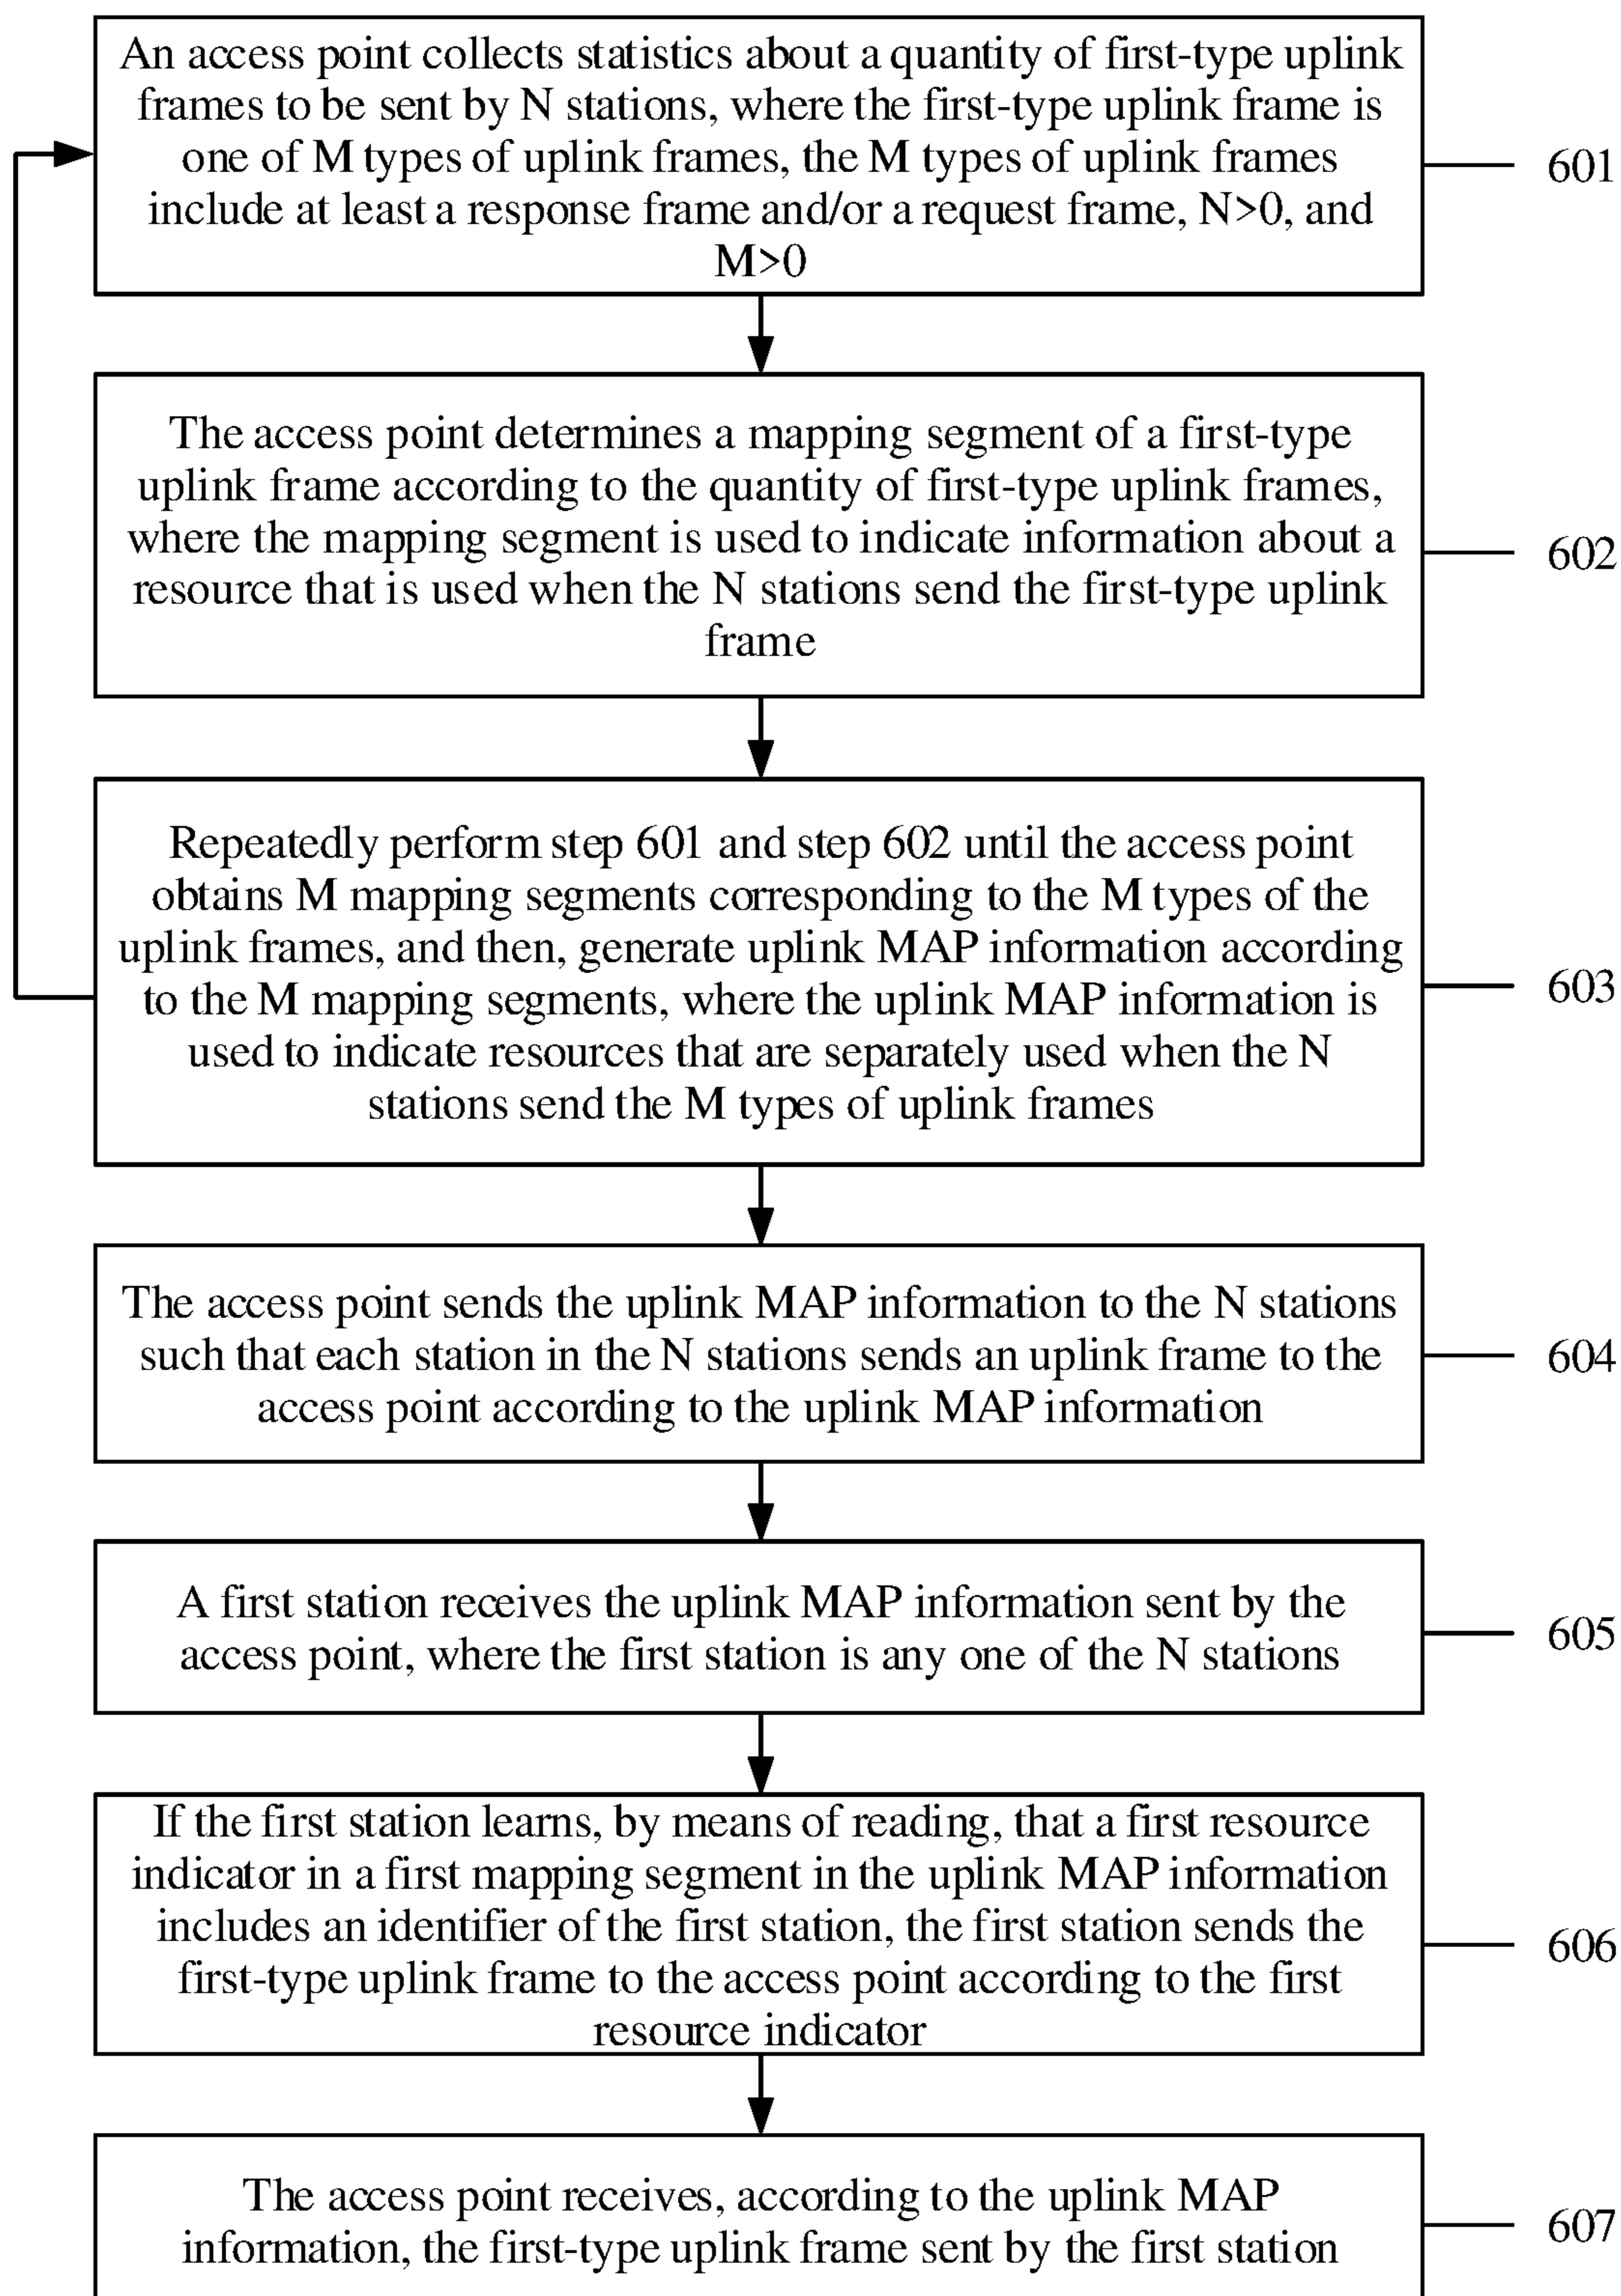 An access point collects statistics about a quantity of first-type uplink
frames to be sent by N stations, where the first-type uplink frame is
one of M types of uplink frames, the M types of uplink frames
include at least a response frame and/or a request frame, N>0, and
M>0
601
The access point determines a mapping segment of a first-type
uplink frame according to the quantity of first-type uplink frames,
where the mapping segment is used to indicate information about a
resource that is used when the N stations send the first-type uplink
frame
602
Repeatedly perform step 601 and step 602 until the access point
obtains M mapping segments corresponding to the M types of the
uplink frames, and then, generate uplink MAP information according
to the M mapping segments, where the uplink MAP information is
used to indicate resources that are separately used when the N
stations send the M types of uplink frames
603
The access point sends the uplink MAP information to the N stations
such that each station in the N stations sends an uplink frame to the
access point according to the uplink MAP information
604
A first station receives the uplink MAP information sent by the
access point, where the first station is any one of the N stations
605
If the first station learns, by means of reading, that a first resource
indicator in a first mapping segment in the uplink MAP information
includes an identifier of the first station, the first station sends the
first-type uplink frame to the access point according to the first
resource indicator
606
The access point receives, according to the uplink MAP
information, the first-type uplink frame sent by the first station
607